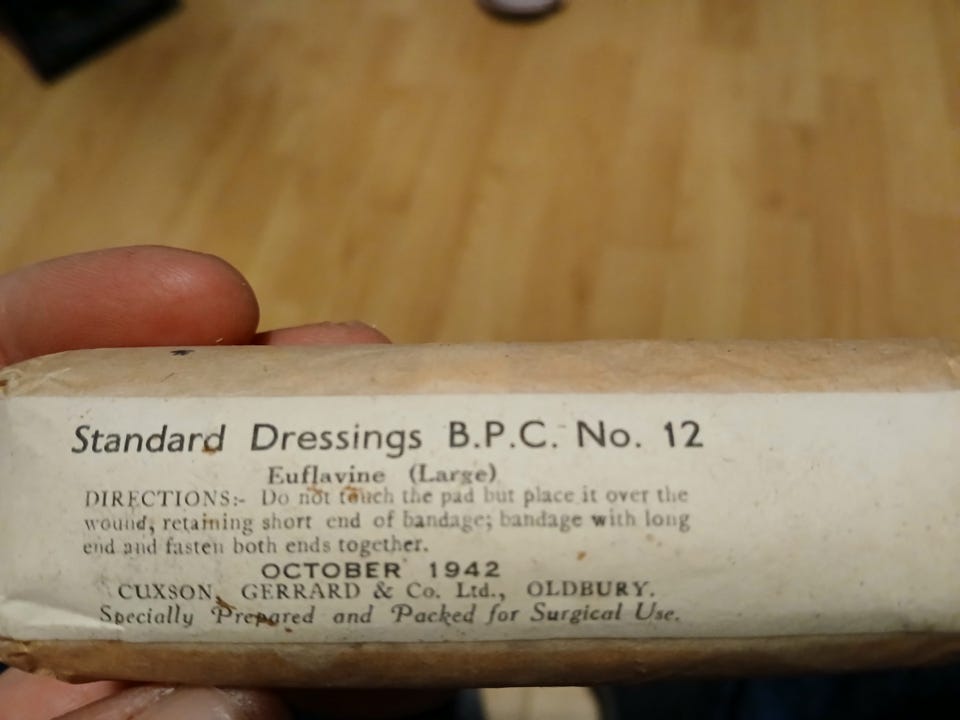 Standard Dressings B.P.C. No. 12
Euflavine (Large)
DIRECTIONS:- Do not touch the pad but place it over the
wound, retaining short end of bandage; bandage with long
end and fasten both ends together.
OCTOBER 1942
CUXSON, GERRARD & Co. Ltd., OLDBURY.
Specially Prepared and Packed for Surgical Use.